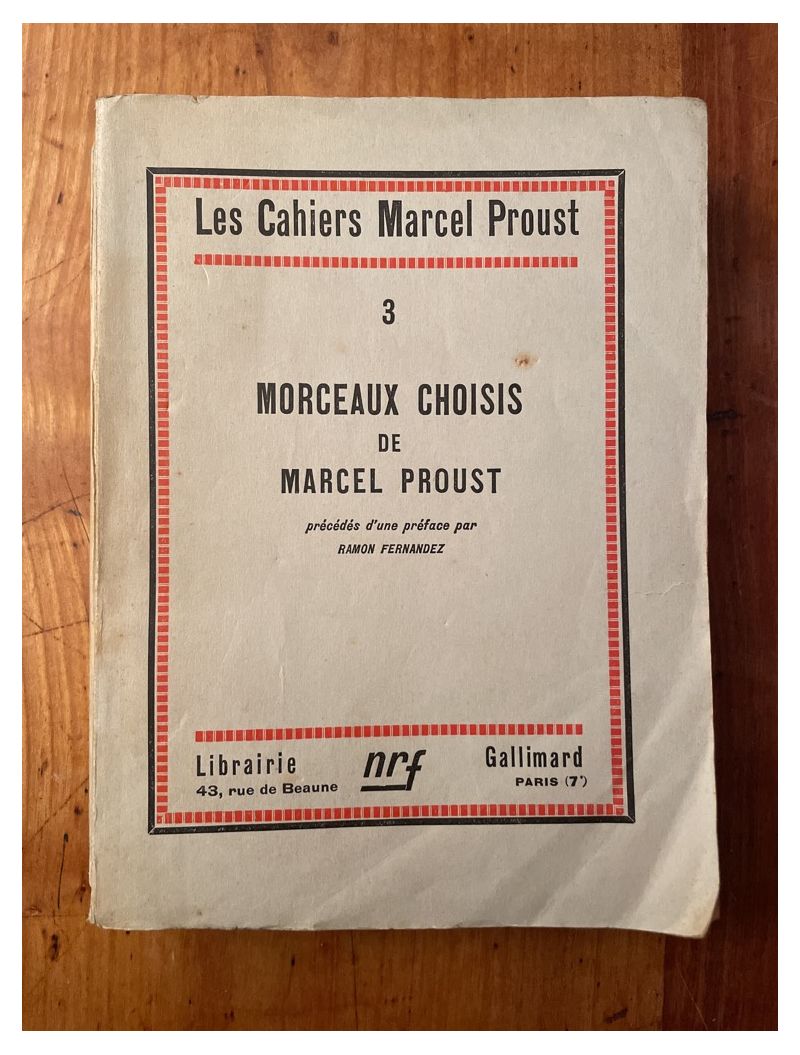 Les Cahiers Marcel Proust
3
MORCEAUX CHOISIS
DE
MARCEL PROUST
précédés d'une préface par
RAMON FERNANDEZ
Librairie nrf Gallimard
43, rue de Beaune PARIS (7ᵉ)